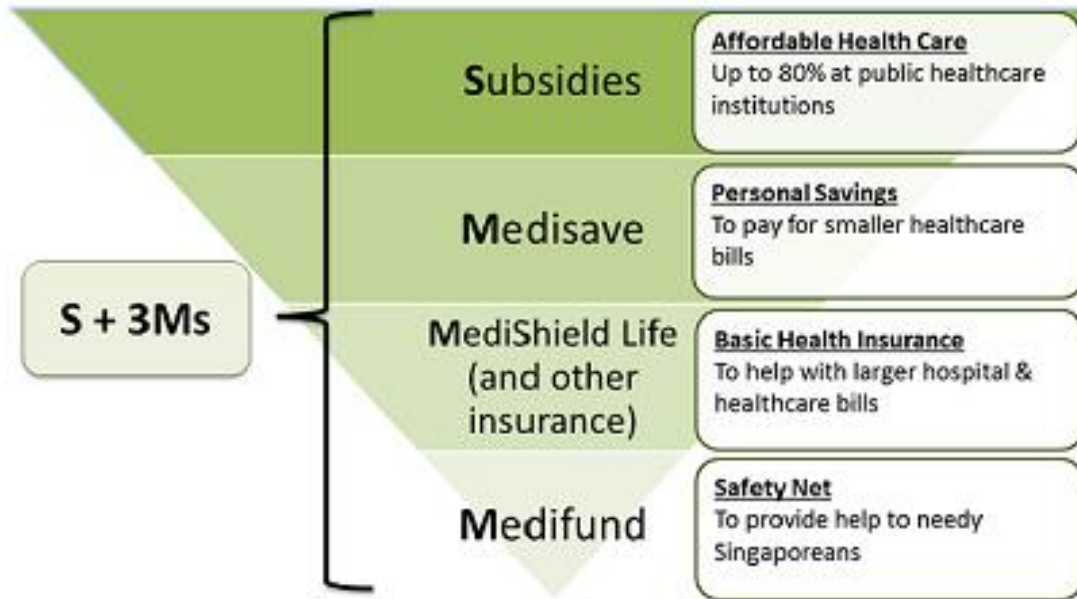 S + 3Ms
Subsidies
Affordable Health Care
Up to 80% at public healthcare
institutions
Medisave
Personal Savings
To pay for smaller healthcare
bills
MediShield Life
(and other
insurance)
Basic Health Insurance
To help with larger hospital &
healthcare bills
Medifund
Safety Net
To provide help to needy
Singaporeans